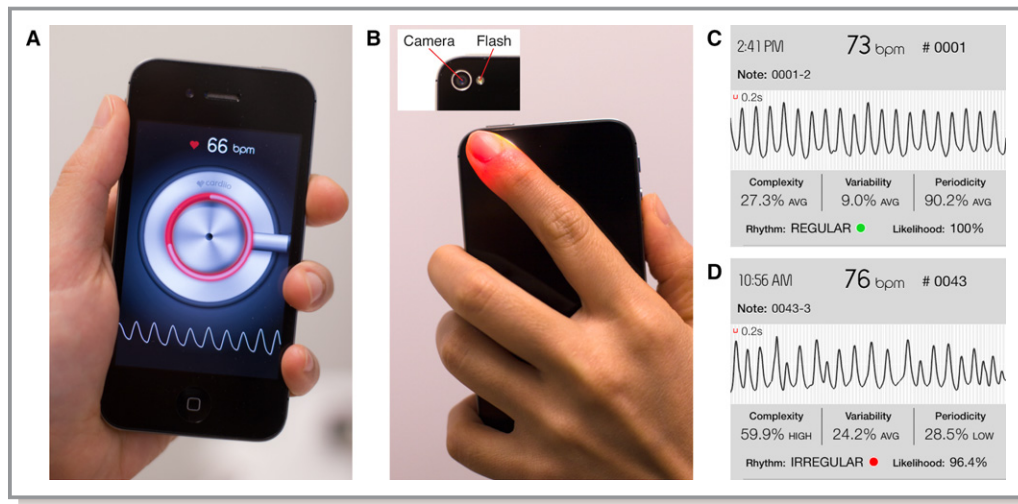 A
66 bpm
cardiio
B
Camera Flash
C
2:41 PM 73 bpm # 0001
Note: 0001-2
0.2s
Complexity Variability Periodicity
27.3% AVG 9.0% AVG 90.2% AVG
Rhythm: REGULAR Likelihood: 100%
D
10:56 AM 76 bpm # 0043
Note: 0043-3
0.2s
Complexity Variability Periodicity
59.9% HIGH 24.2% AVG 28.5% LOW
Rhythm: IRREGULAR Likelihood: 96.4%